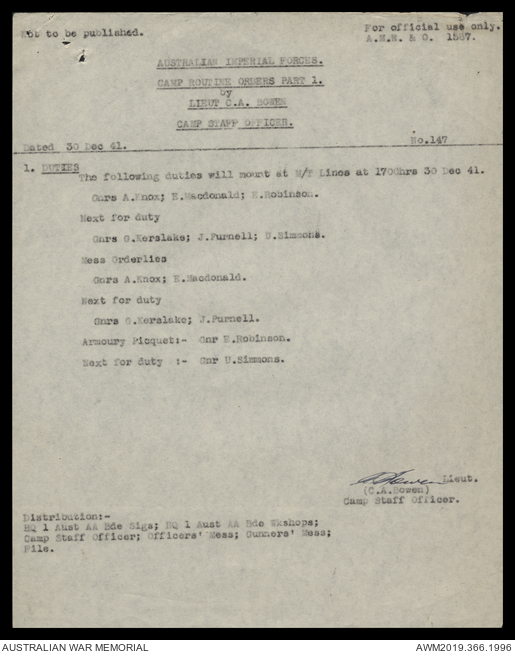 Not to be published.
For official use only.
A.M.R. & O. 1587.
AUSTRALIAN IMPERIAL FORCES.
CAMP ROUTINE ORDERS PART 1.
by
LIEUT C.A. BOWEN
CAMP STAFF OFFICER.
Dated 30 Dec 41. No.147
1. DUTIES
The following duties will mount at M/T Lines at 1700hrs 30 Dec 41.
Gnrs A.Knox; E.Macdonald; E.Robinson.
Next for duty
Gnrs G.Kerslake; J.Purnell; U.Simmons.
Mess Orderlies
Gnrs A.Knox; E.Macdonald.
Next for duty
Gnrs G.Kerslake; J.Purnell.
Armoury Picquet:- Gnr E.Robinson.
Next for duty :- Gnr U.Simmons.
CABowen Lieut.
(C.A.Bowen)
Camp Staff Officer.
Distribution:-
HQ 1 Aust AA Bde Sigs; HQ 1 Aust AA Bde Wkshops;
Camp Staff Officer; Officers' Mess; Gunners' Mess;
File.
AUSTRALIAN WAR MEMORIAL
AWM2019.366.1996